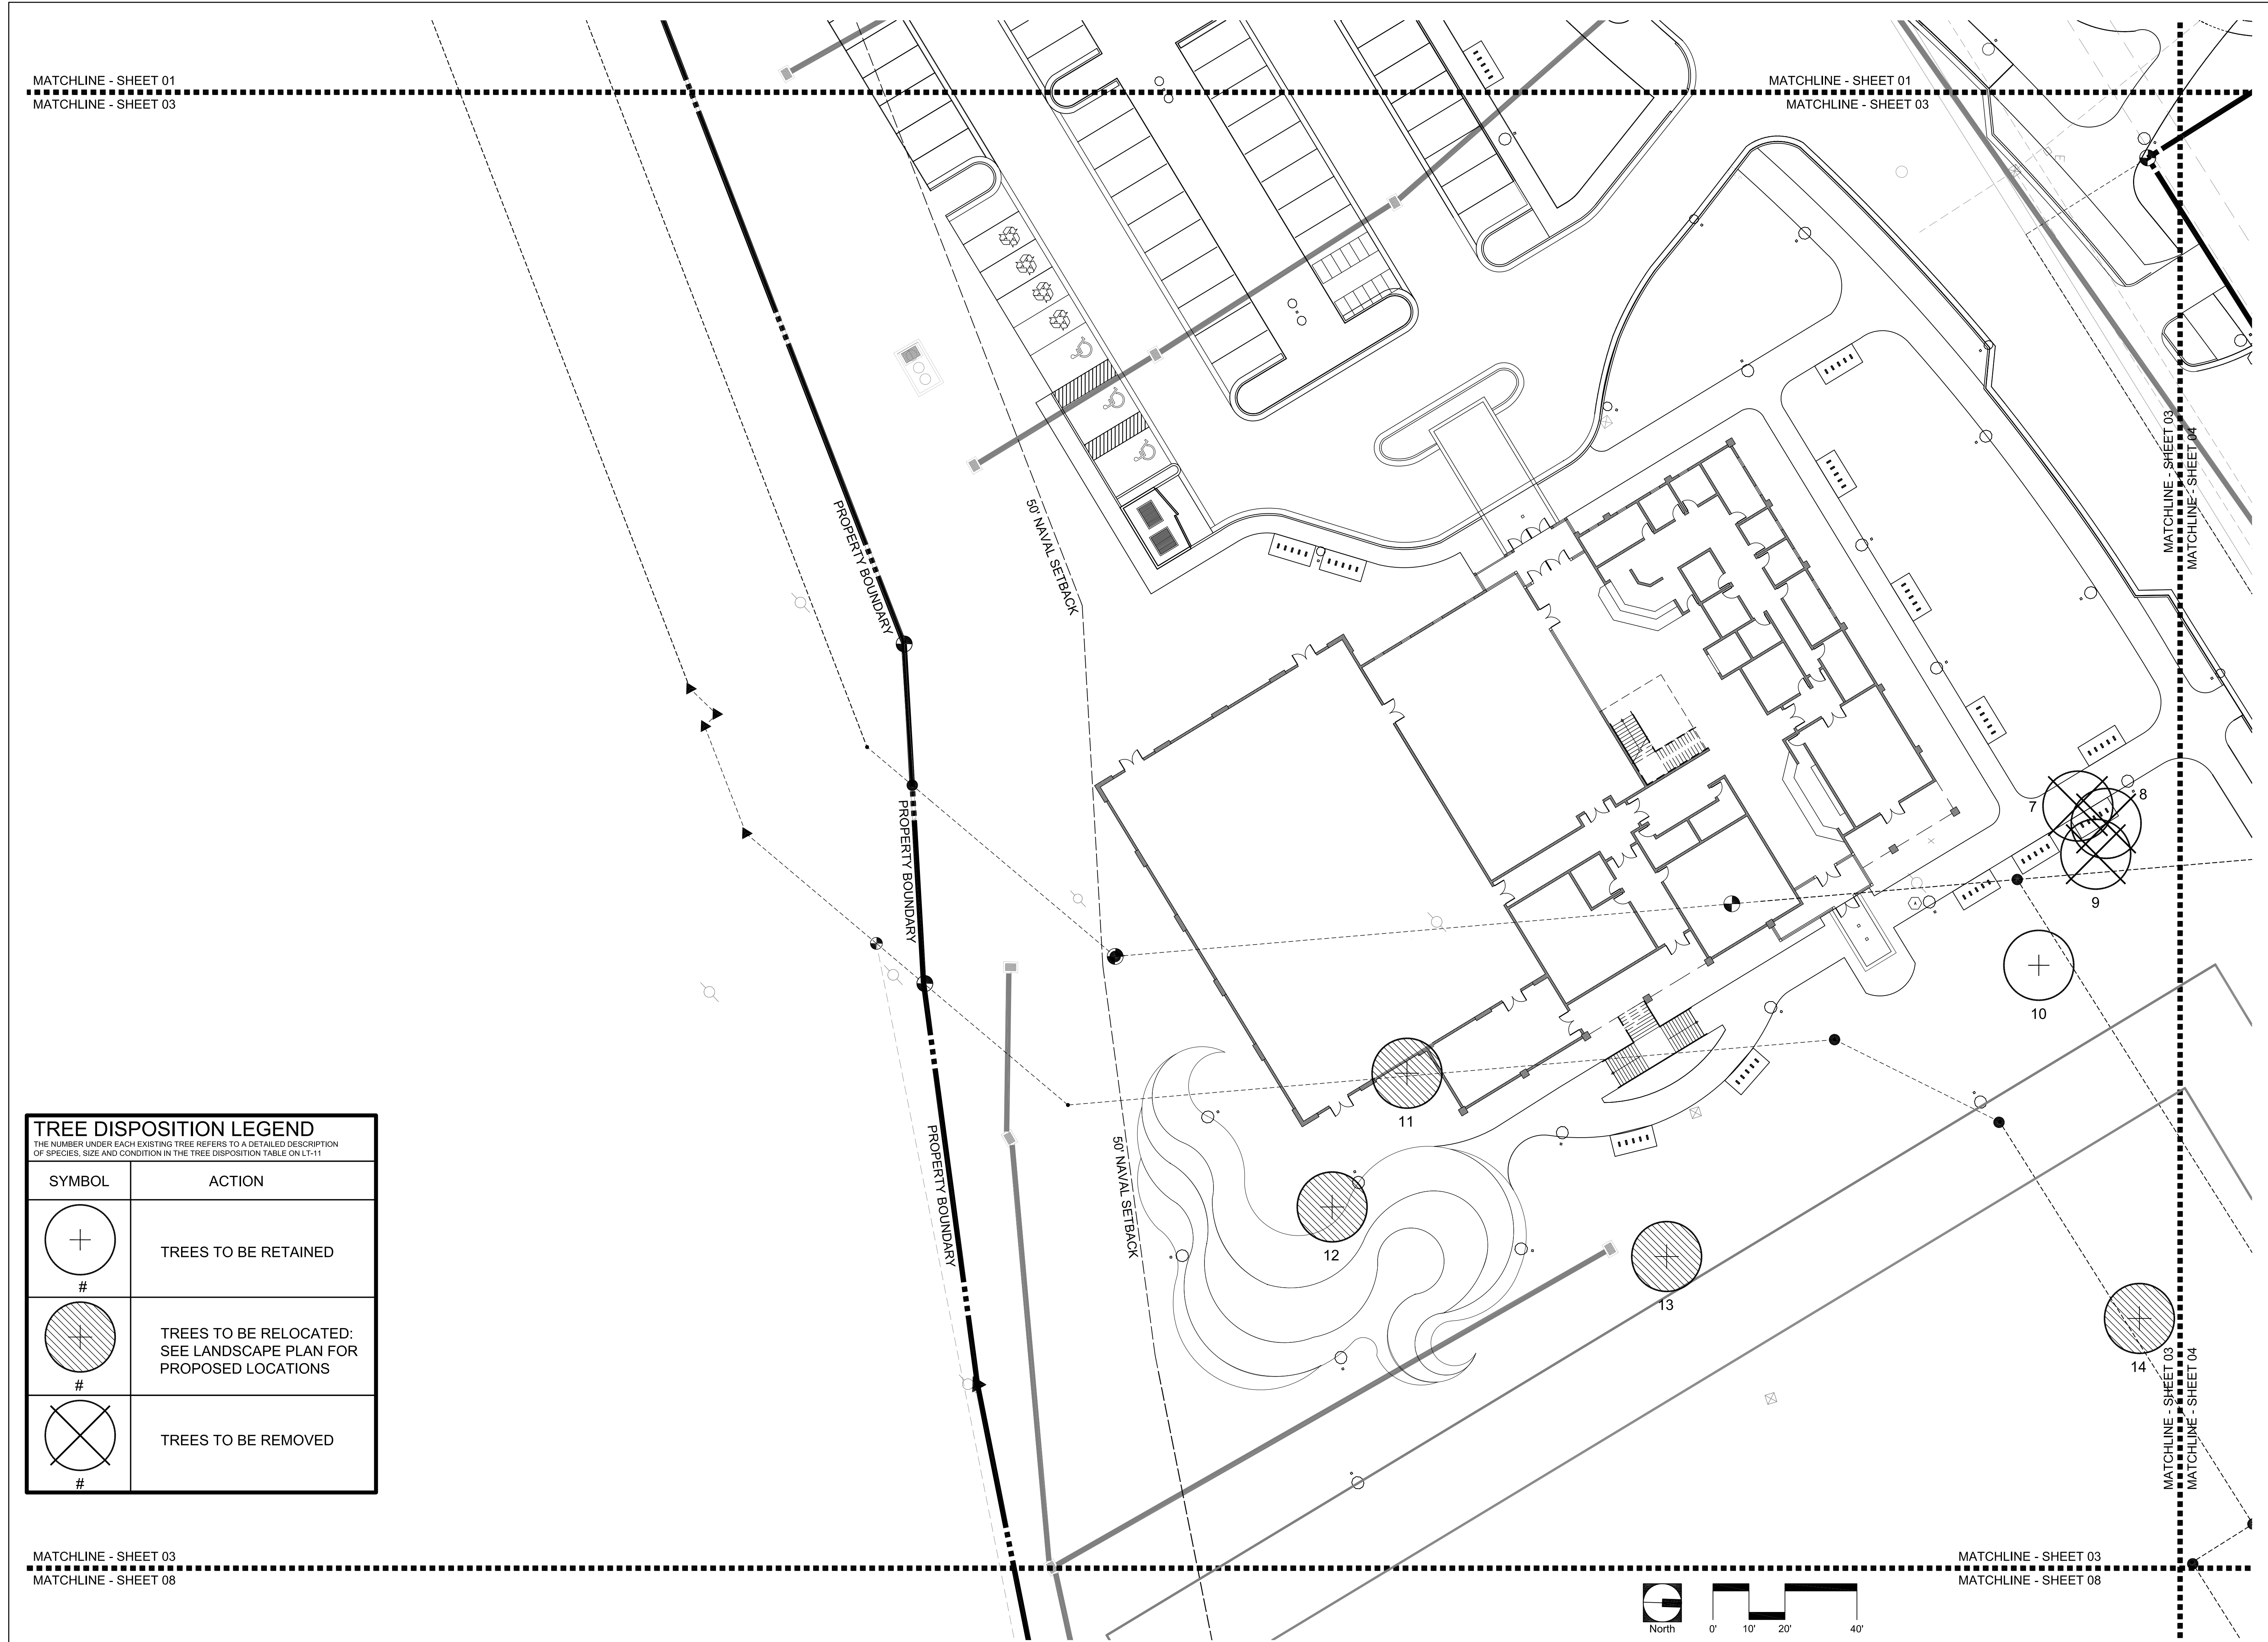 MATCHLINE - SHEET 01
MATCHLINE - SHEET 03
MATCHLINE - SHEET 01
MATCHLINE - SHEET 03
MATCHLINE - SHEET 03
MATCHLINE - SHEET 04
PROPERTY BOUNDARY
50' NAVAL SETBACK
PROPERTY BOUNDARY
7
8
9
10
11
12
13
14
PROPERTY BOUNDARY
50' NAVAL SETBACK
TREE DISPOSITION LEGEND
THE NUMBER UNDER EACH EXISTING TREE REFERS TO A DETAILED DESCRIPTION
OF SPECIES, SIZE AND CONDITION IN THE TREE DISPOSITION TABLE ON LT-11
SYMBOL ACTION
#
TREES TO BE RETAINED
#
TREES TO BE RELOCATED:
SEE LANDSCAPE PLAN FOR
PROPOSED LOCATIONS
#
TREES TO BE REMOVED
MATCHLINE - SHEET 03
MATCHLINE - SHEET 04
MATCHLINE - SHEET 03
MATCHLINE - SHEET 08
MATCHLINE - SHEET 03
MATCHLINE - SHEET 08
North
0' 10' 20' 40'